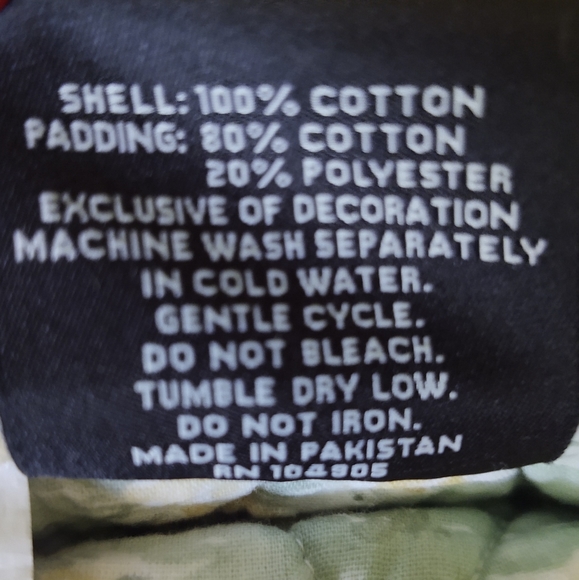 SHELL: 100% COTTON
PADDING: 80% COTTON
20% POLYESTER
EXCLUSIVE OF DECORATION
MACHINE WASH SEPARATELY
IN COLD WATER.
GENTLE CYCLE.
DO NOT BLEACH.
TUMBLE DRY LOW.
DO NOT IRON.
MADE IN PAKISTAN
RN 104905